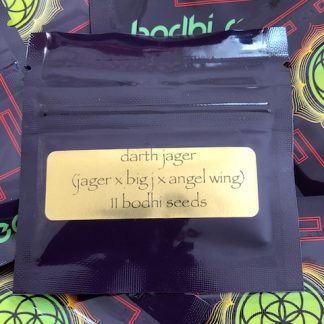 bodhi s
darth jager
(jager x big j x angel wing)
11 bodhi seeds